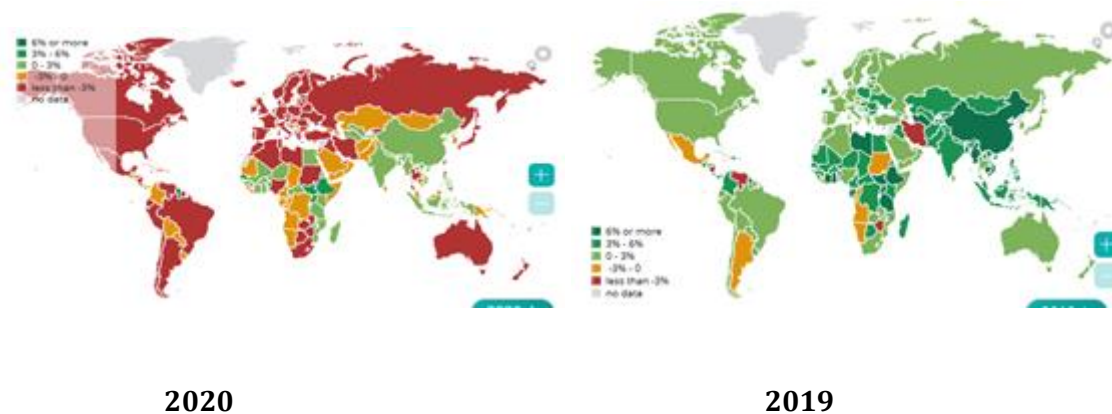 6% or more
3% - 6%
0 - 3%
-3% - 0
less than -3%
no data
6% or more
3% - 6%
0 - 3%
-3% - 0
less than -3%
no data
2020
2019